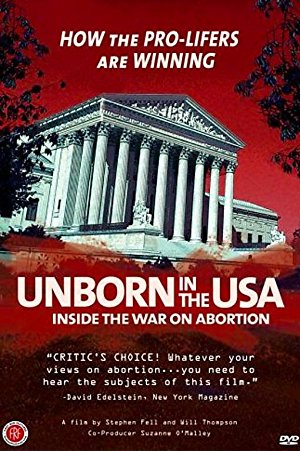 HOW THE PRO-LIFERS
ARE WINNING
UNBORN IN THE USA
INSIDE THE WAR ON ABORTION
“CRITIC'S CHOICE! Whatever your
views on abortion...you need to
hear the subjects of this film.”
-David Edelstein, New York Magazine
A film by Stephen Fell and Will Thompson
Co-Producer Suzanne O'Malley
DVD